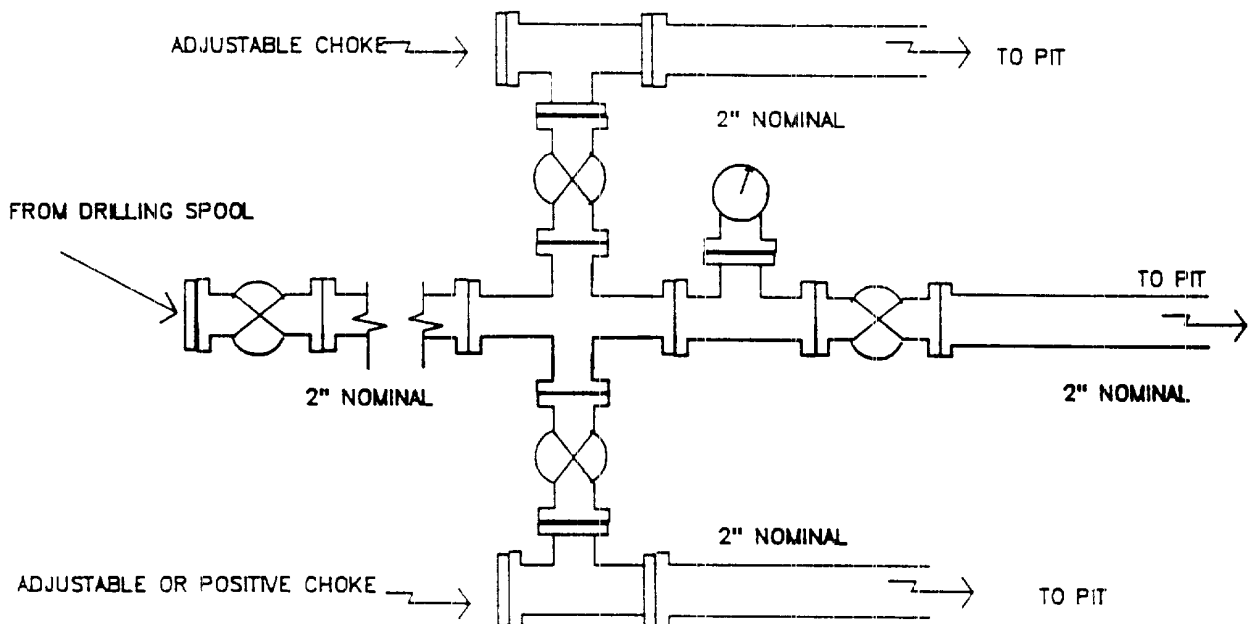 ADJUSTABLE CHOKE
TO PIT
2" NOMINAL
FROM DRILLING SPOOL
TO PIT
2" NOMINAL
2" NOMINAL
2" NOMINAL
ADJUSTABLE OR POSITIVE CHOKE
TO PIT